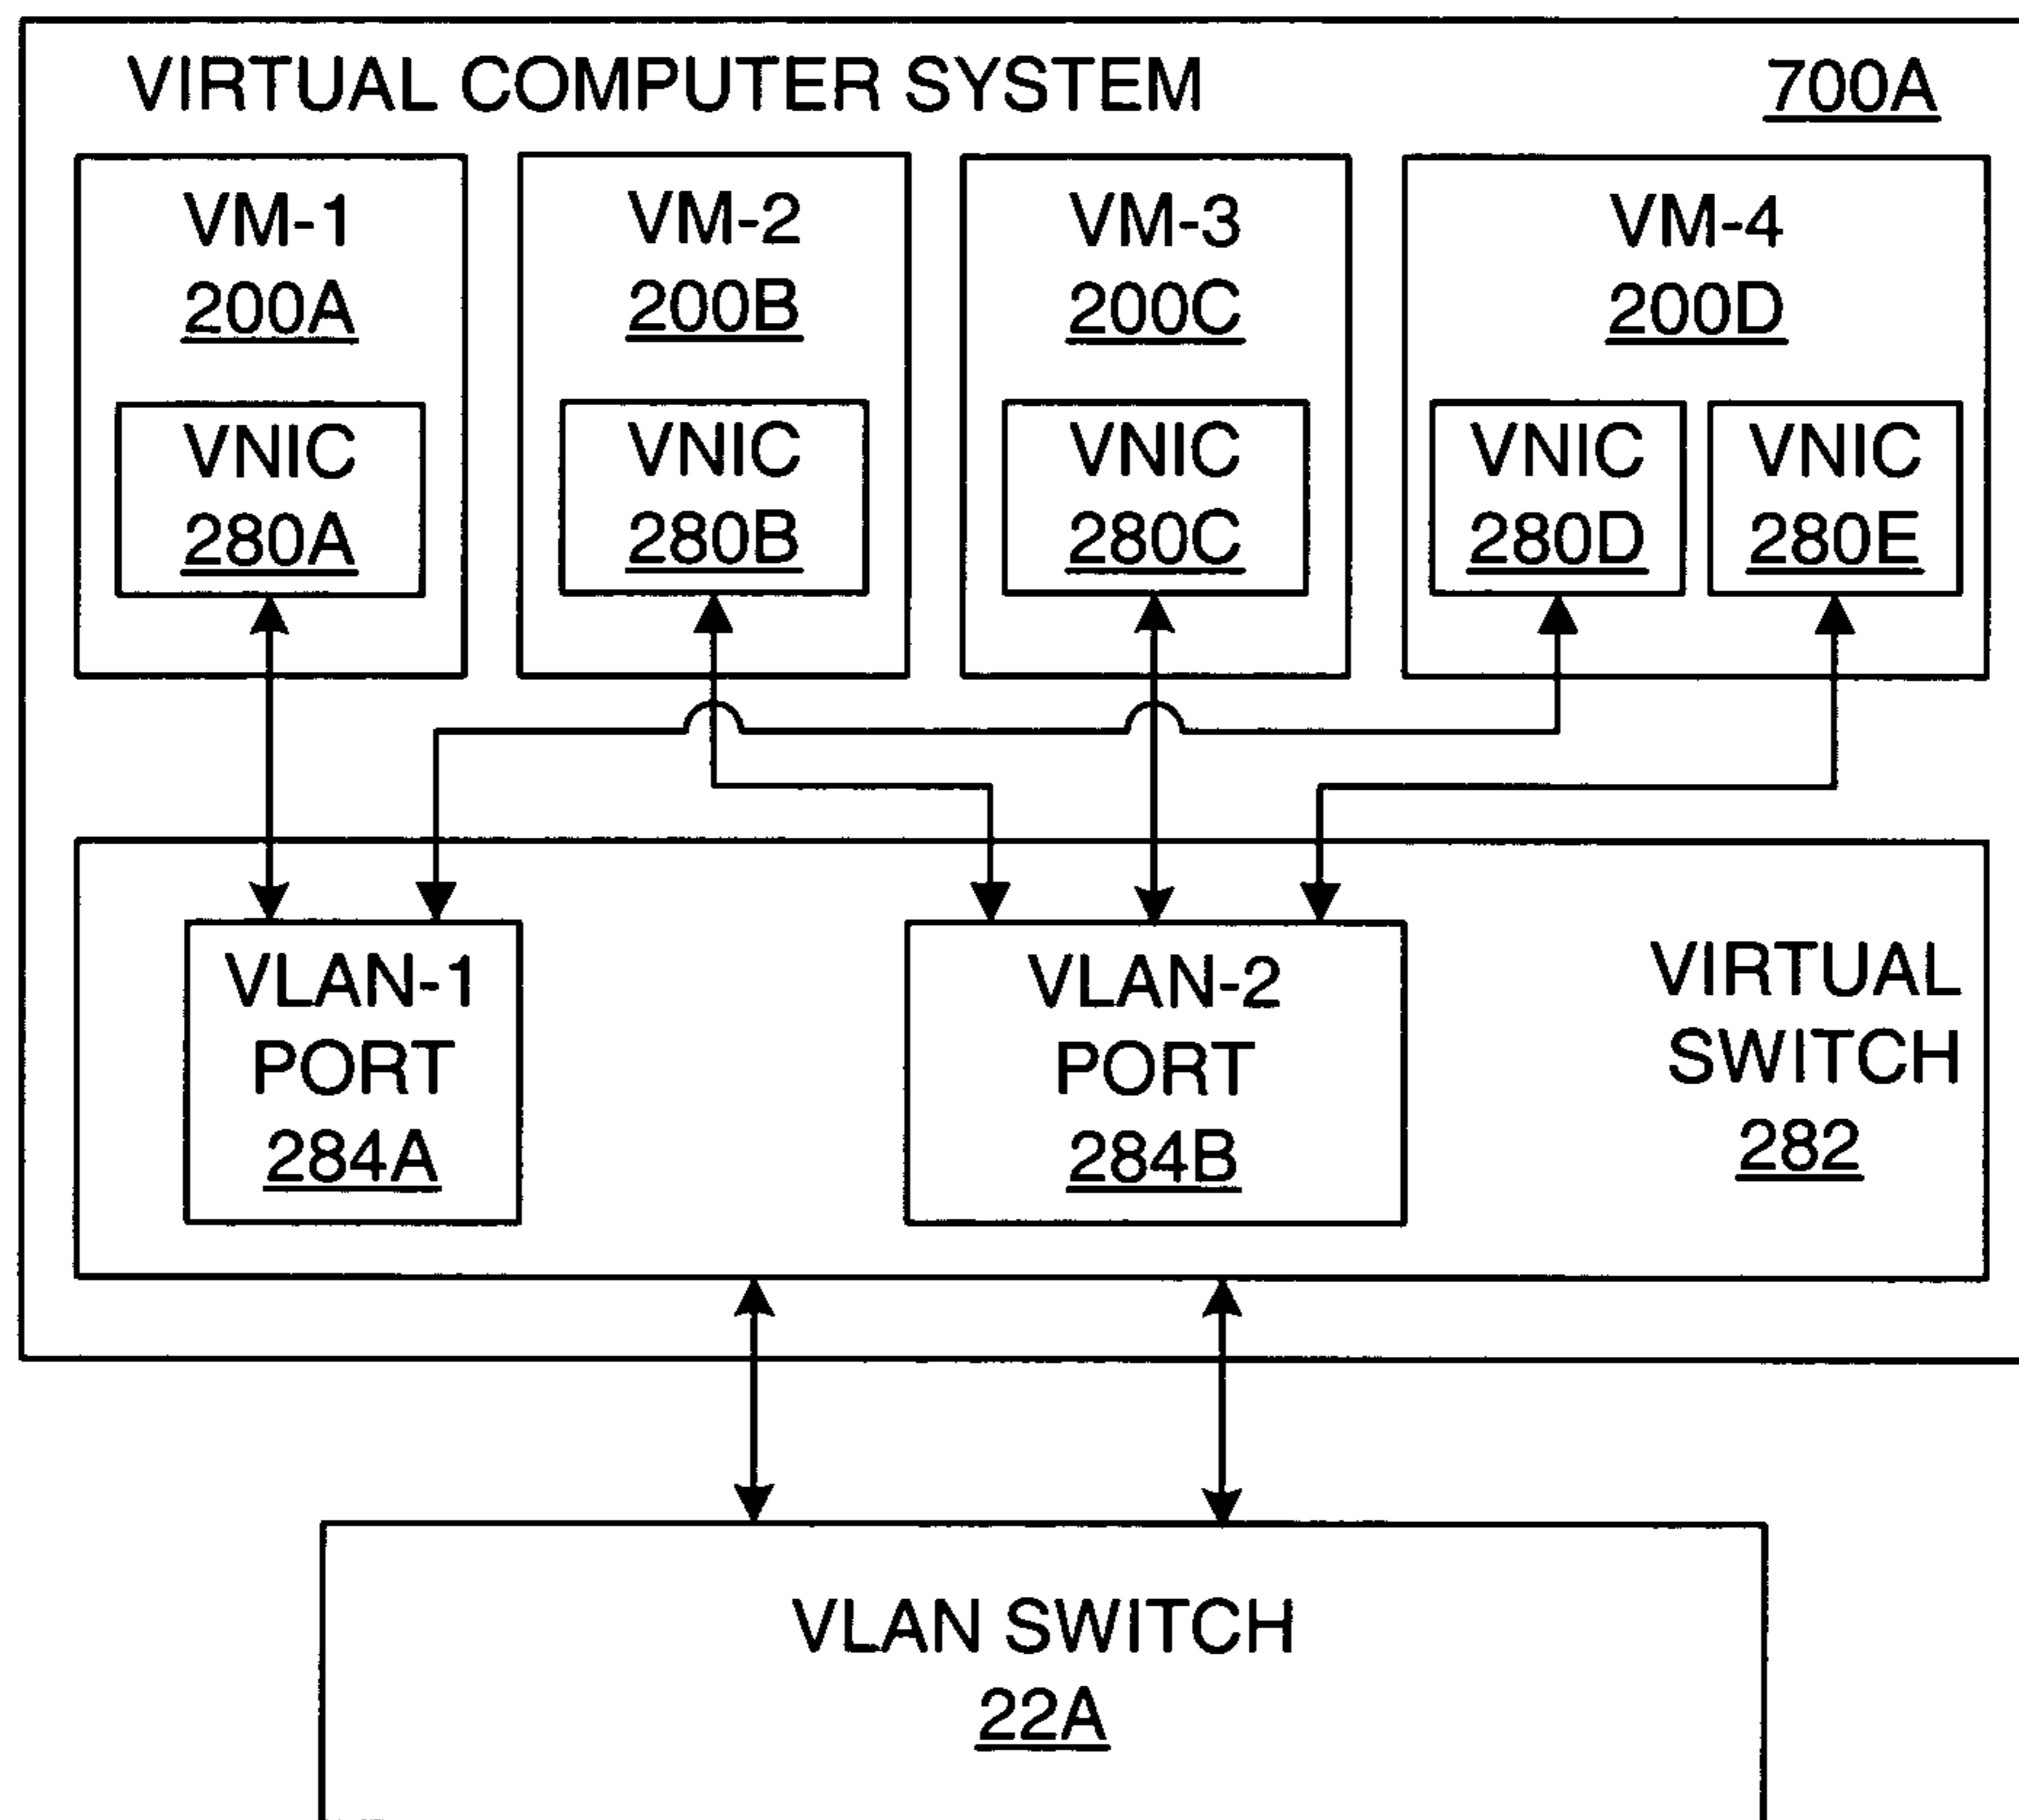 VIRTUAL COMPUTER SYSTEM
700A
VM-1
200A
VNIC
280A
VM-2
200B
VNIC
280B
VM-3
200C
VNIC
280C
VM-4
200D
VNIC
280D
VNIC
280E
VLAN-1
PORT
284A
VLAN-2
PORT
284B
VIRTUAL
SWITCH
282
VLAN SWITCH
22A